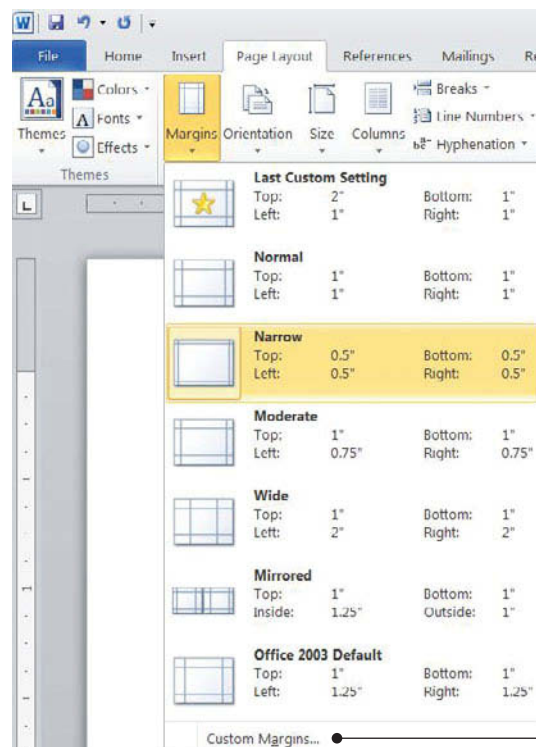 W
File Home Insert Page Layout References Mailings Re
Aa Colors
A Fonts
Themes Effects
Margins Orientation Size Columns
Breaks
Line Numbers
Hyphenation
Themes
L
Last Custom Setting
Top: 2" Bottom: 1"
Left: 1" Right: 1"
Normal
Top: 1" Bottom: 1"
Left: 1" Right: 1"
Narrow
Top: 0.5" Bottom: 0.5"
Left: 0.5" Right: 0.5"
Moderate
Top: 1" Bottom: 1"
Left: 0.75" Right: 0.75"
Wide
Top: 1" Bottom: 1"
Left: 2" Right: 2"
Mirrored
Top: 1" Bottom: 1"
Inside: 1.25" Outside: 1"
Office 2003 Default
Top: 1" Bottom: 1"
Left: 1.25" Right: 1.25"
1
Custom Margins...